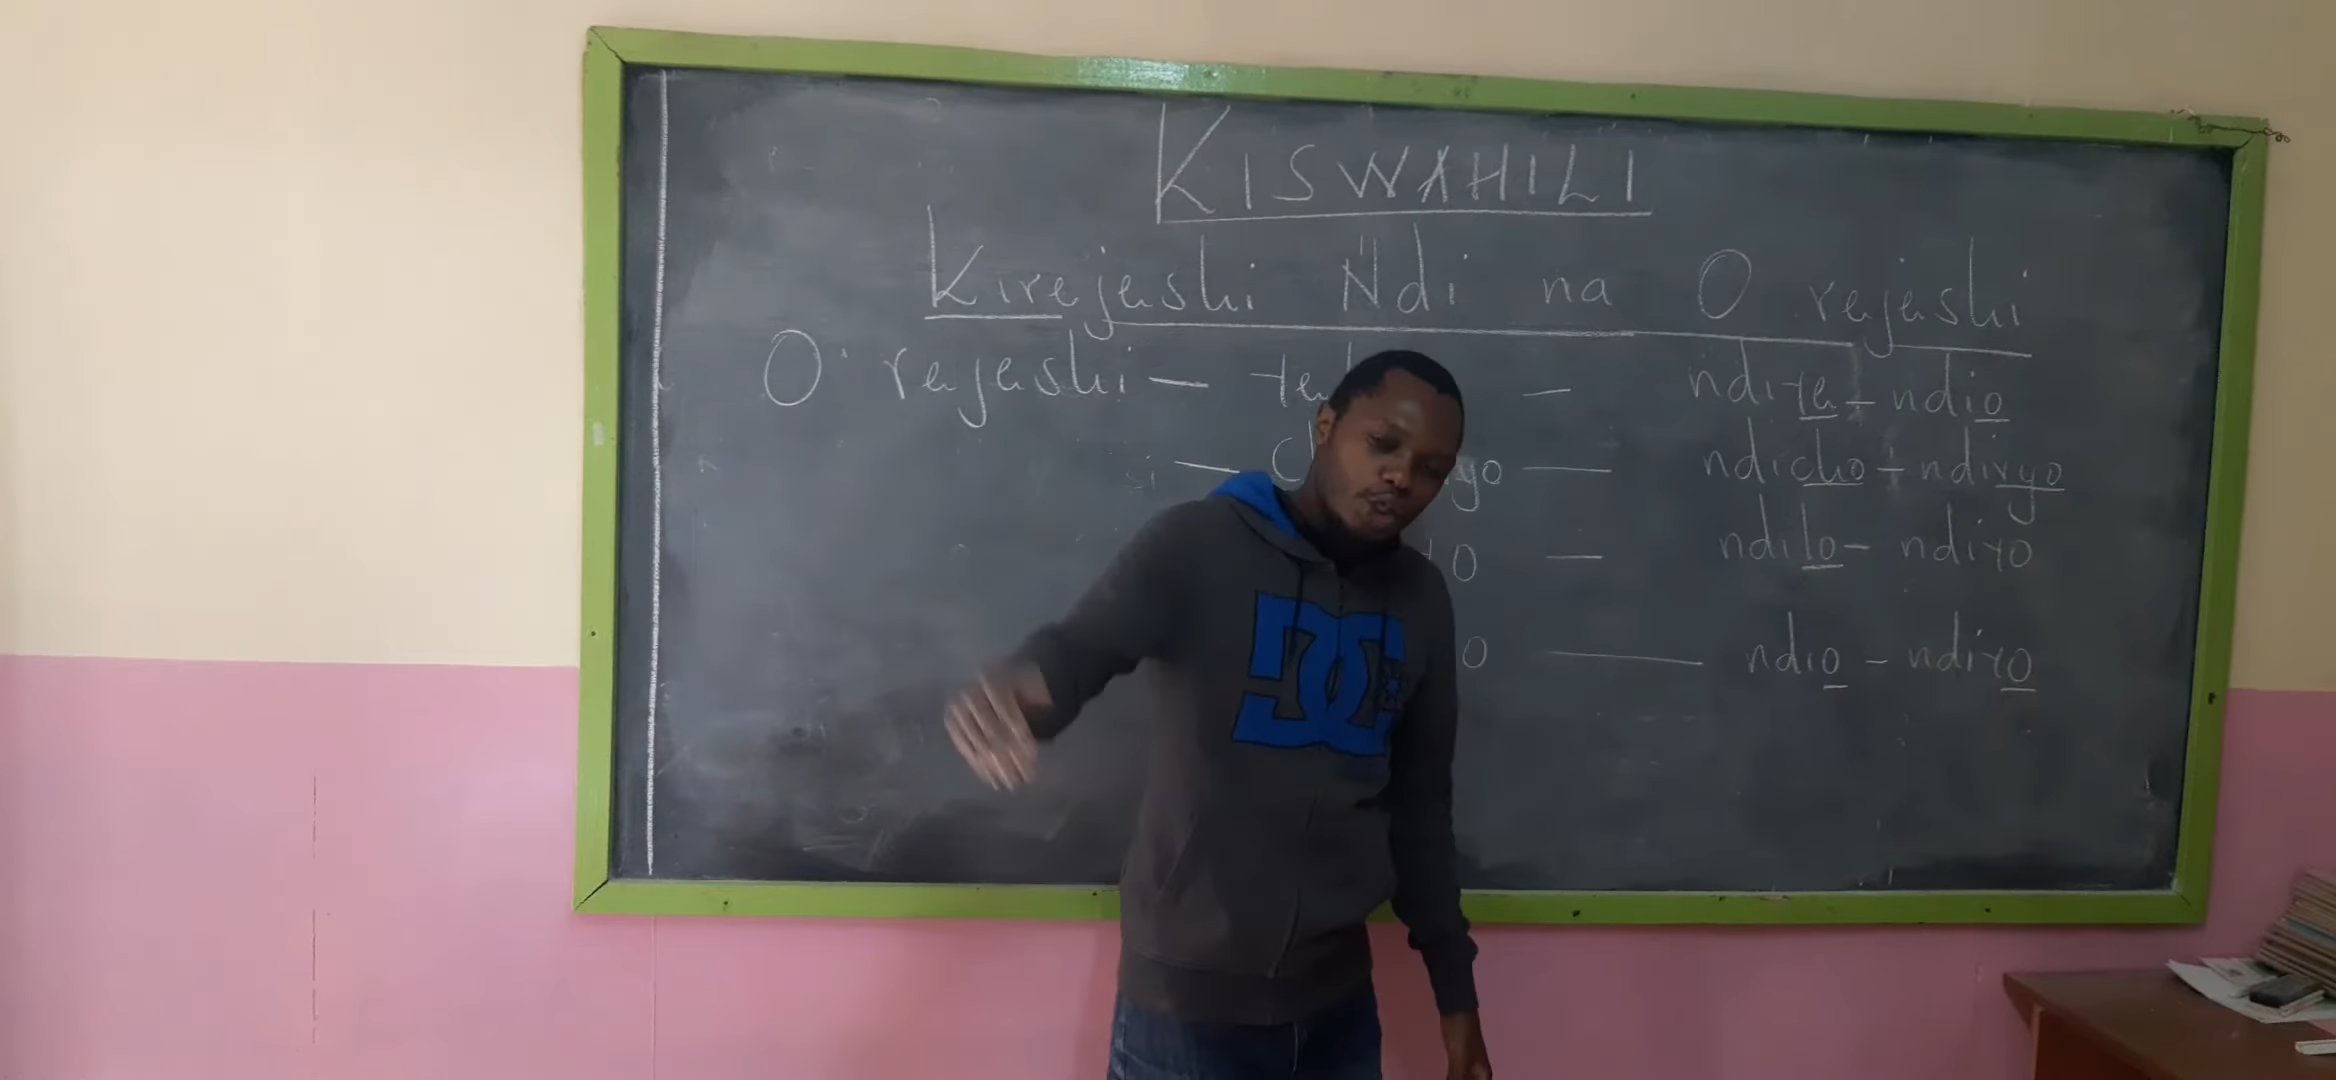 KISWAHILI
Kirejeshi Ndi na O rejeshi
O rejeshi — — ndiye - ndio
— — ndicho - ndivyo
— ndilo - ndiyo
— ndio - ndiyo
DC